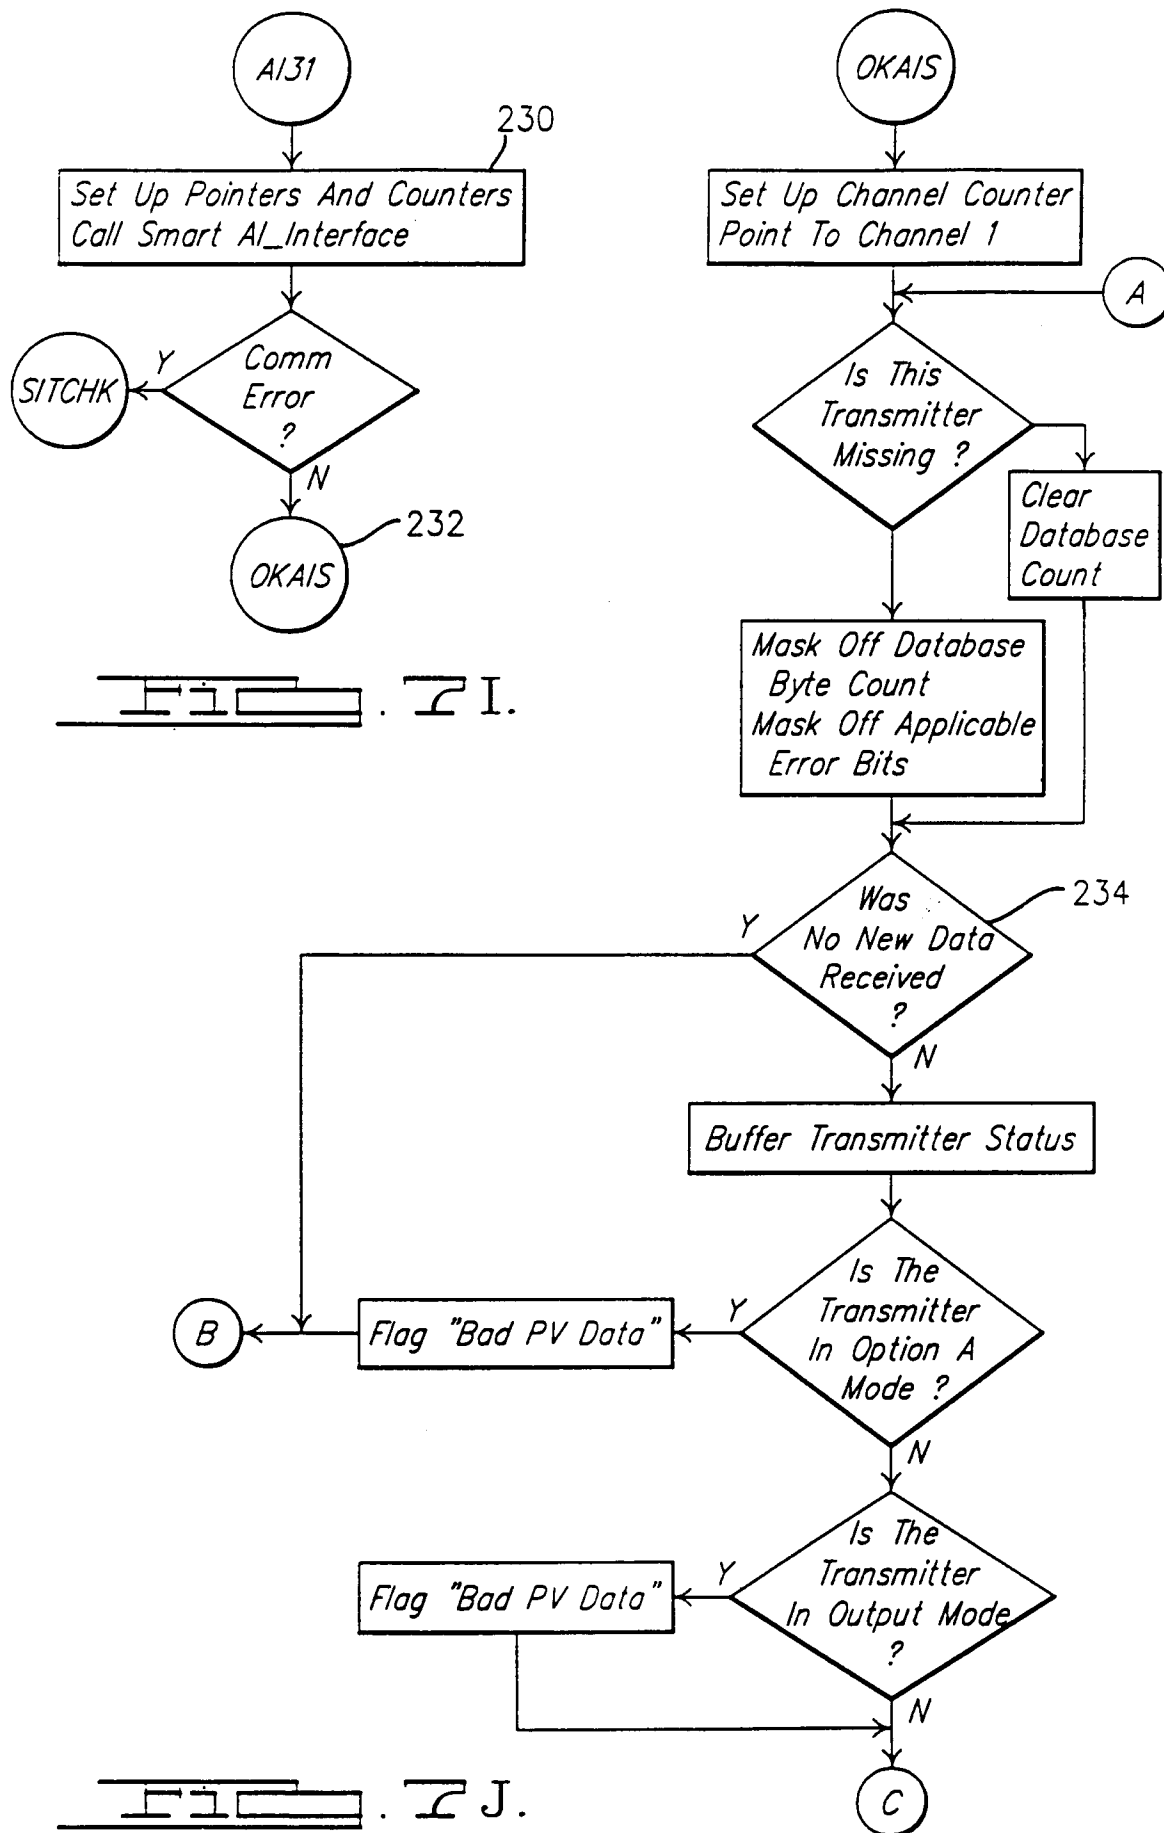 AI31
230
Set Up Pointers And Counters
Call Smart AI_Interface
Comm
Error
?
Y
SITCHK
N
232
OKAIS
FIG. 7I.
OKAIS
Set Up Channel Counter
Point To Channel 1
A
Is This
Transmitter
Missing ?
Clear
Database
Count
Mask Off Database
Byte Count
Mask Off Applicable
Error Bits
Was
No New Data
Received
?
234
Y
N
Buffer Transmitter Status
Is The
Transmitter
In Option A
Mode ?
Y
Flag "Bad PV Data"
B
N
Is The
Transmitter
In Output Mode
?
Y
Flag "Bad PV Data"
N
C
FIG. 7J.